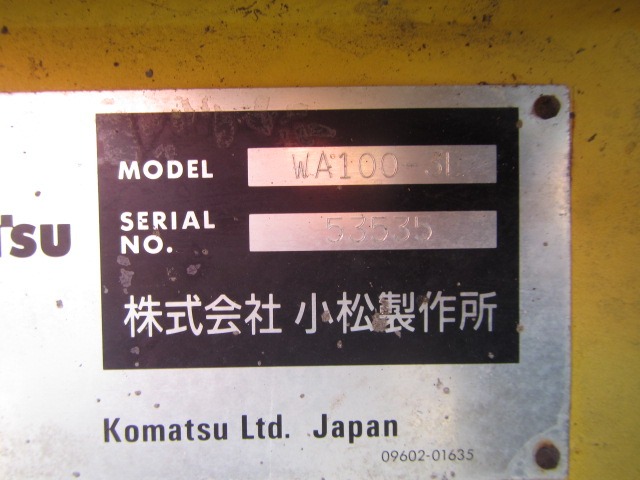 MODEL WA100-3E
SERIAL NO. 53535
株式会社 小松製作所
tsu
Komatsu Ltd. Japan
09602-01635